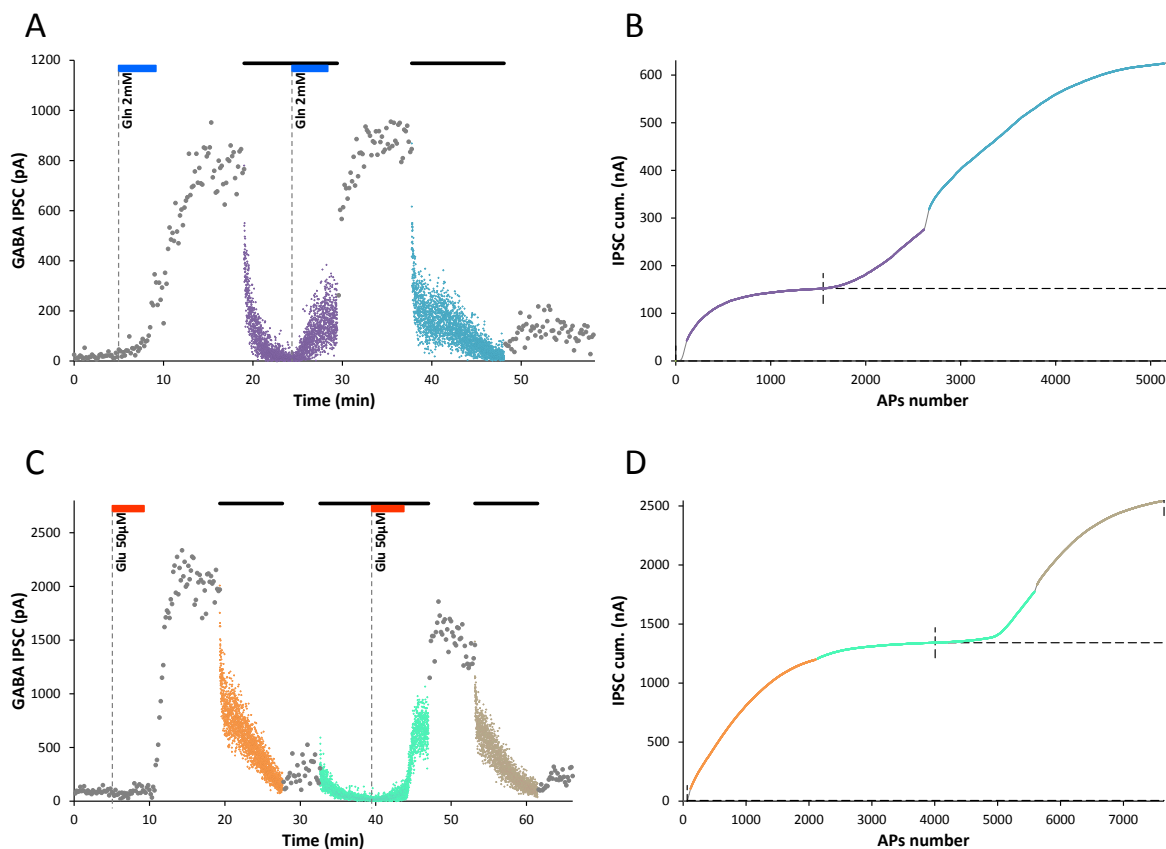 A
1200
1000
800
600
400
200
0
GABA IPSC (pA)
Gln 2mM
Gln 2mM
0 10 20 30 40 50
Time (min)
B
600
500
400
300
200
100
0
IPSC cum. (nA)
0 1000 2000 3000 4000 5000
APs number
C
2500
2000
1500
1000
500
0
GABA IPSC (pA)
Glu 50µM
Glu 50µM
0 10 20 30 40 50 60
Time (min)
D
2500
2000
1500
1000
500
0
IPSC cum. (nA)
0 1000 2000 3000 4000 5000 6000 7000
APs number